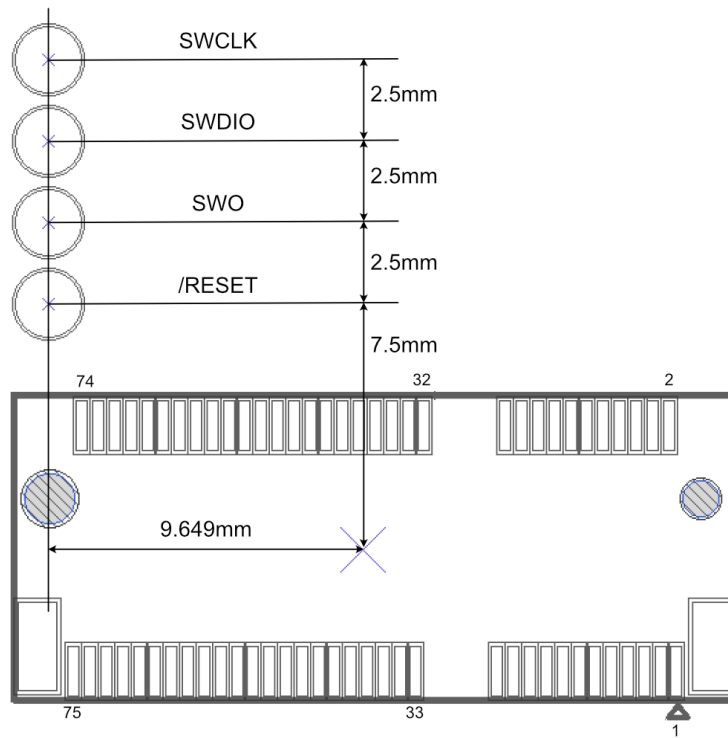 SWCLK
2.5mm
SWDIO
2.5mm
SWO
2.5mm
/RESET
7.5mm
74
32
2
9.649mm
75
33
1